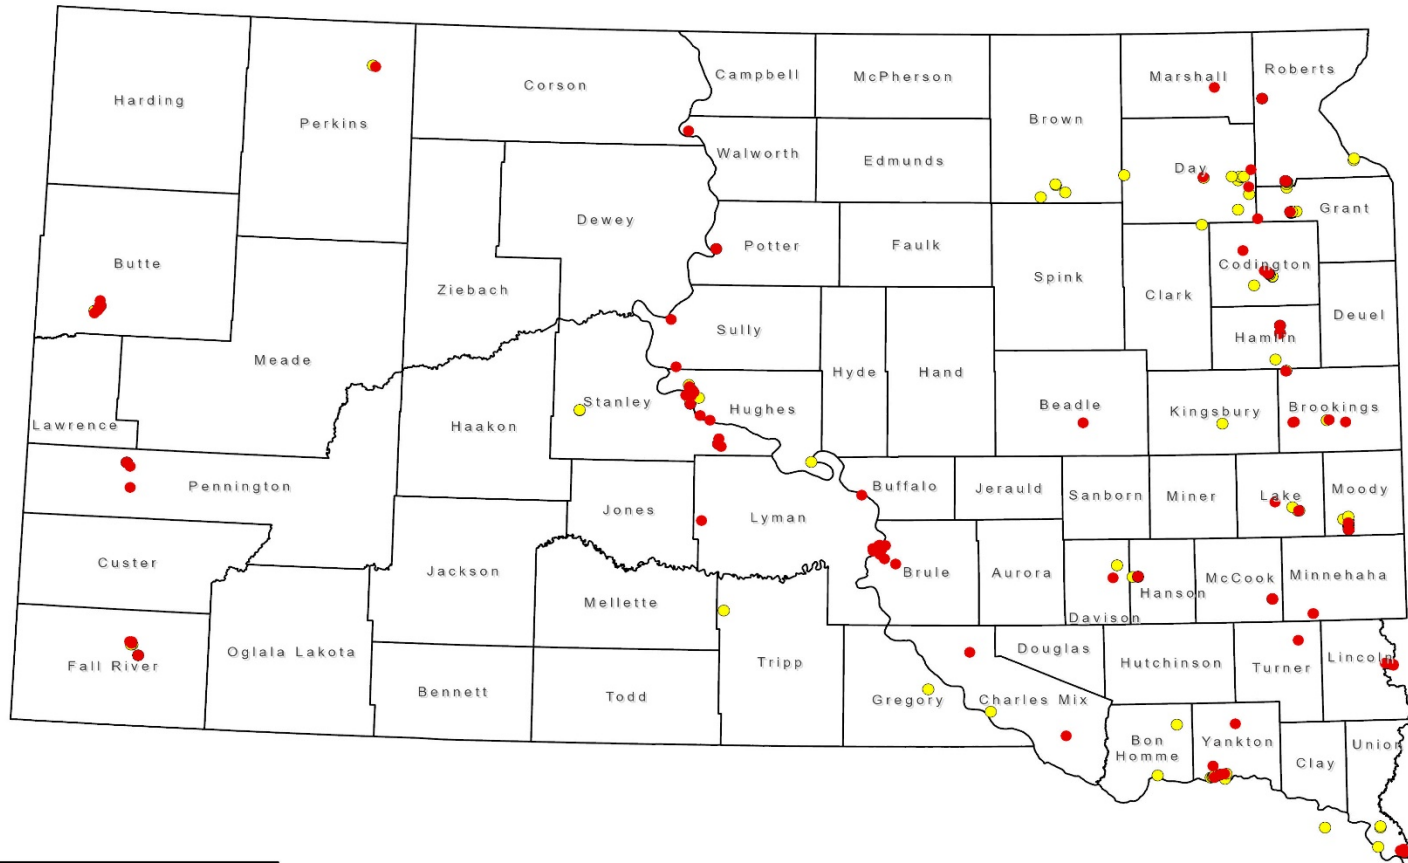 Harding
Perkins
Corson
Campbell
McPherson
Brown
Marshall
Roberts
Walworth
Edmunds
Day
Grant
Butte
Dewey
Potter
Faulk
Spink
Codington
Ziebach
Clark
Deuel
Meade
Sully
Hamlin
Hyde
Hand
Lawrence
Haakon
Stanley
Hughes
Beadle
Kingsbury
Brookings
Pennington
Jones
Lyman
Buffalo
Jerauld
Sanborn
Miner
Lake
Moody
Custer
Jackson
Mellette
Brule
Aurora
Davison
Hanson
McCook
Minnehaha
Fall River
Oglala Lakota
Bennett
Todd
Tripp
Gregory
Charles Mix
Douglas
Hutchinson
Turner
Lincoln
Bon
Homme
Yankton
Clay
Union